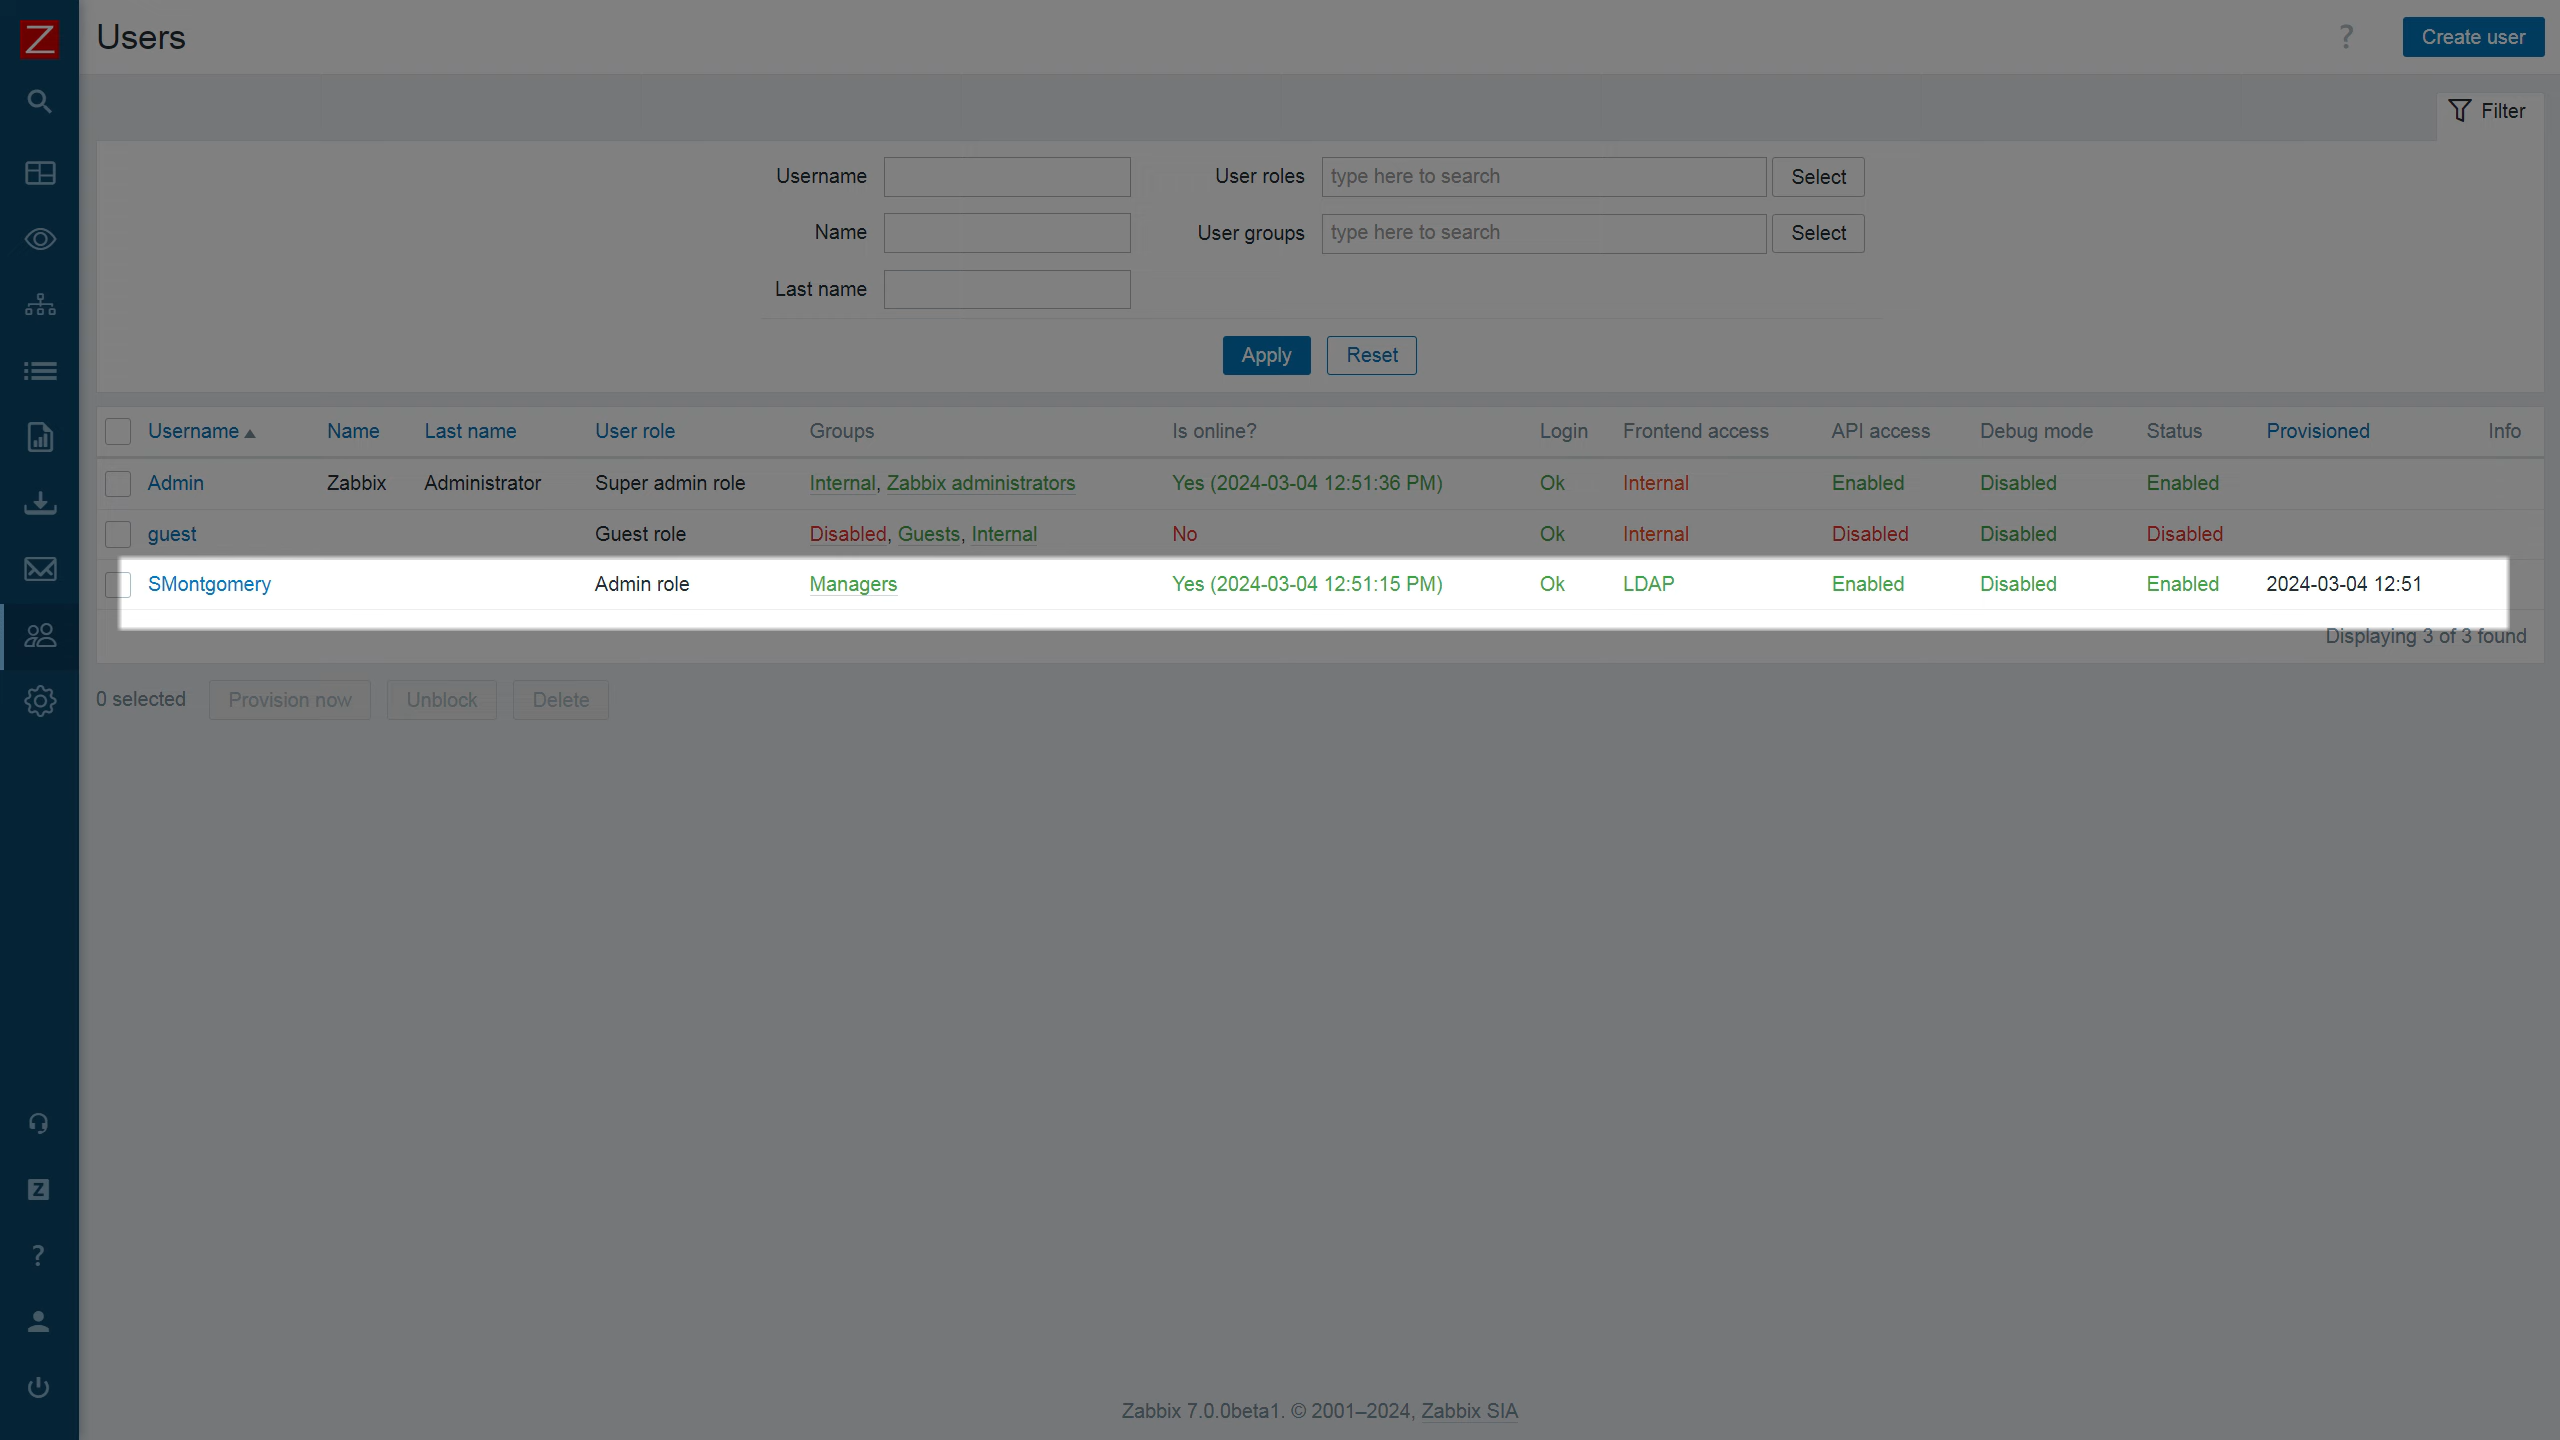 Z
Users
?
Create user
Filter
Username
User roles
type here to search
Select
Name
User groups
type here to search
Select
Last name
Apply
Reset
Username Name Last name User role Groups Is online? Login Frontend access API access Debug mode Status Provisioned Info
Admin Zabbix Administrator Super admin role Internal, Zabbix administrators Yes (2024-03-04 12:51:36 PM) Ok Internal Enabled Disabled Enabled
guest Guest role Disabled, Guests, Internal No Ok Internal Disabled Disabled Disabled
SMontgomery Admin role Managers Yes (2024-03-04 12:51:15 PM) Ok LDAP Enabled Disabled Enabled 2024-03-04 12:51
Displaying 3 of 3 found
0 selected
Provision now
Unblock
Delete
Z
?
Zabbix 7.0.0beta1. © 2001–2024, Zabbix SIA